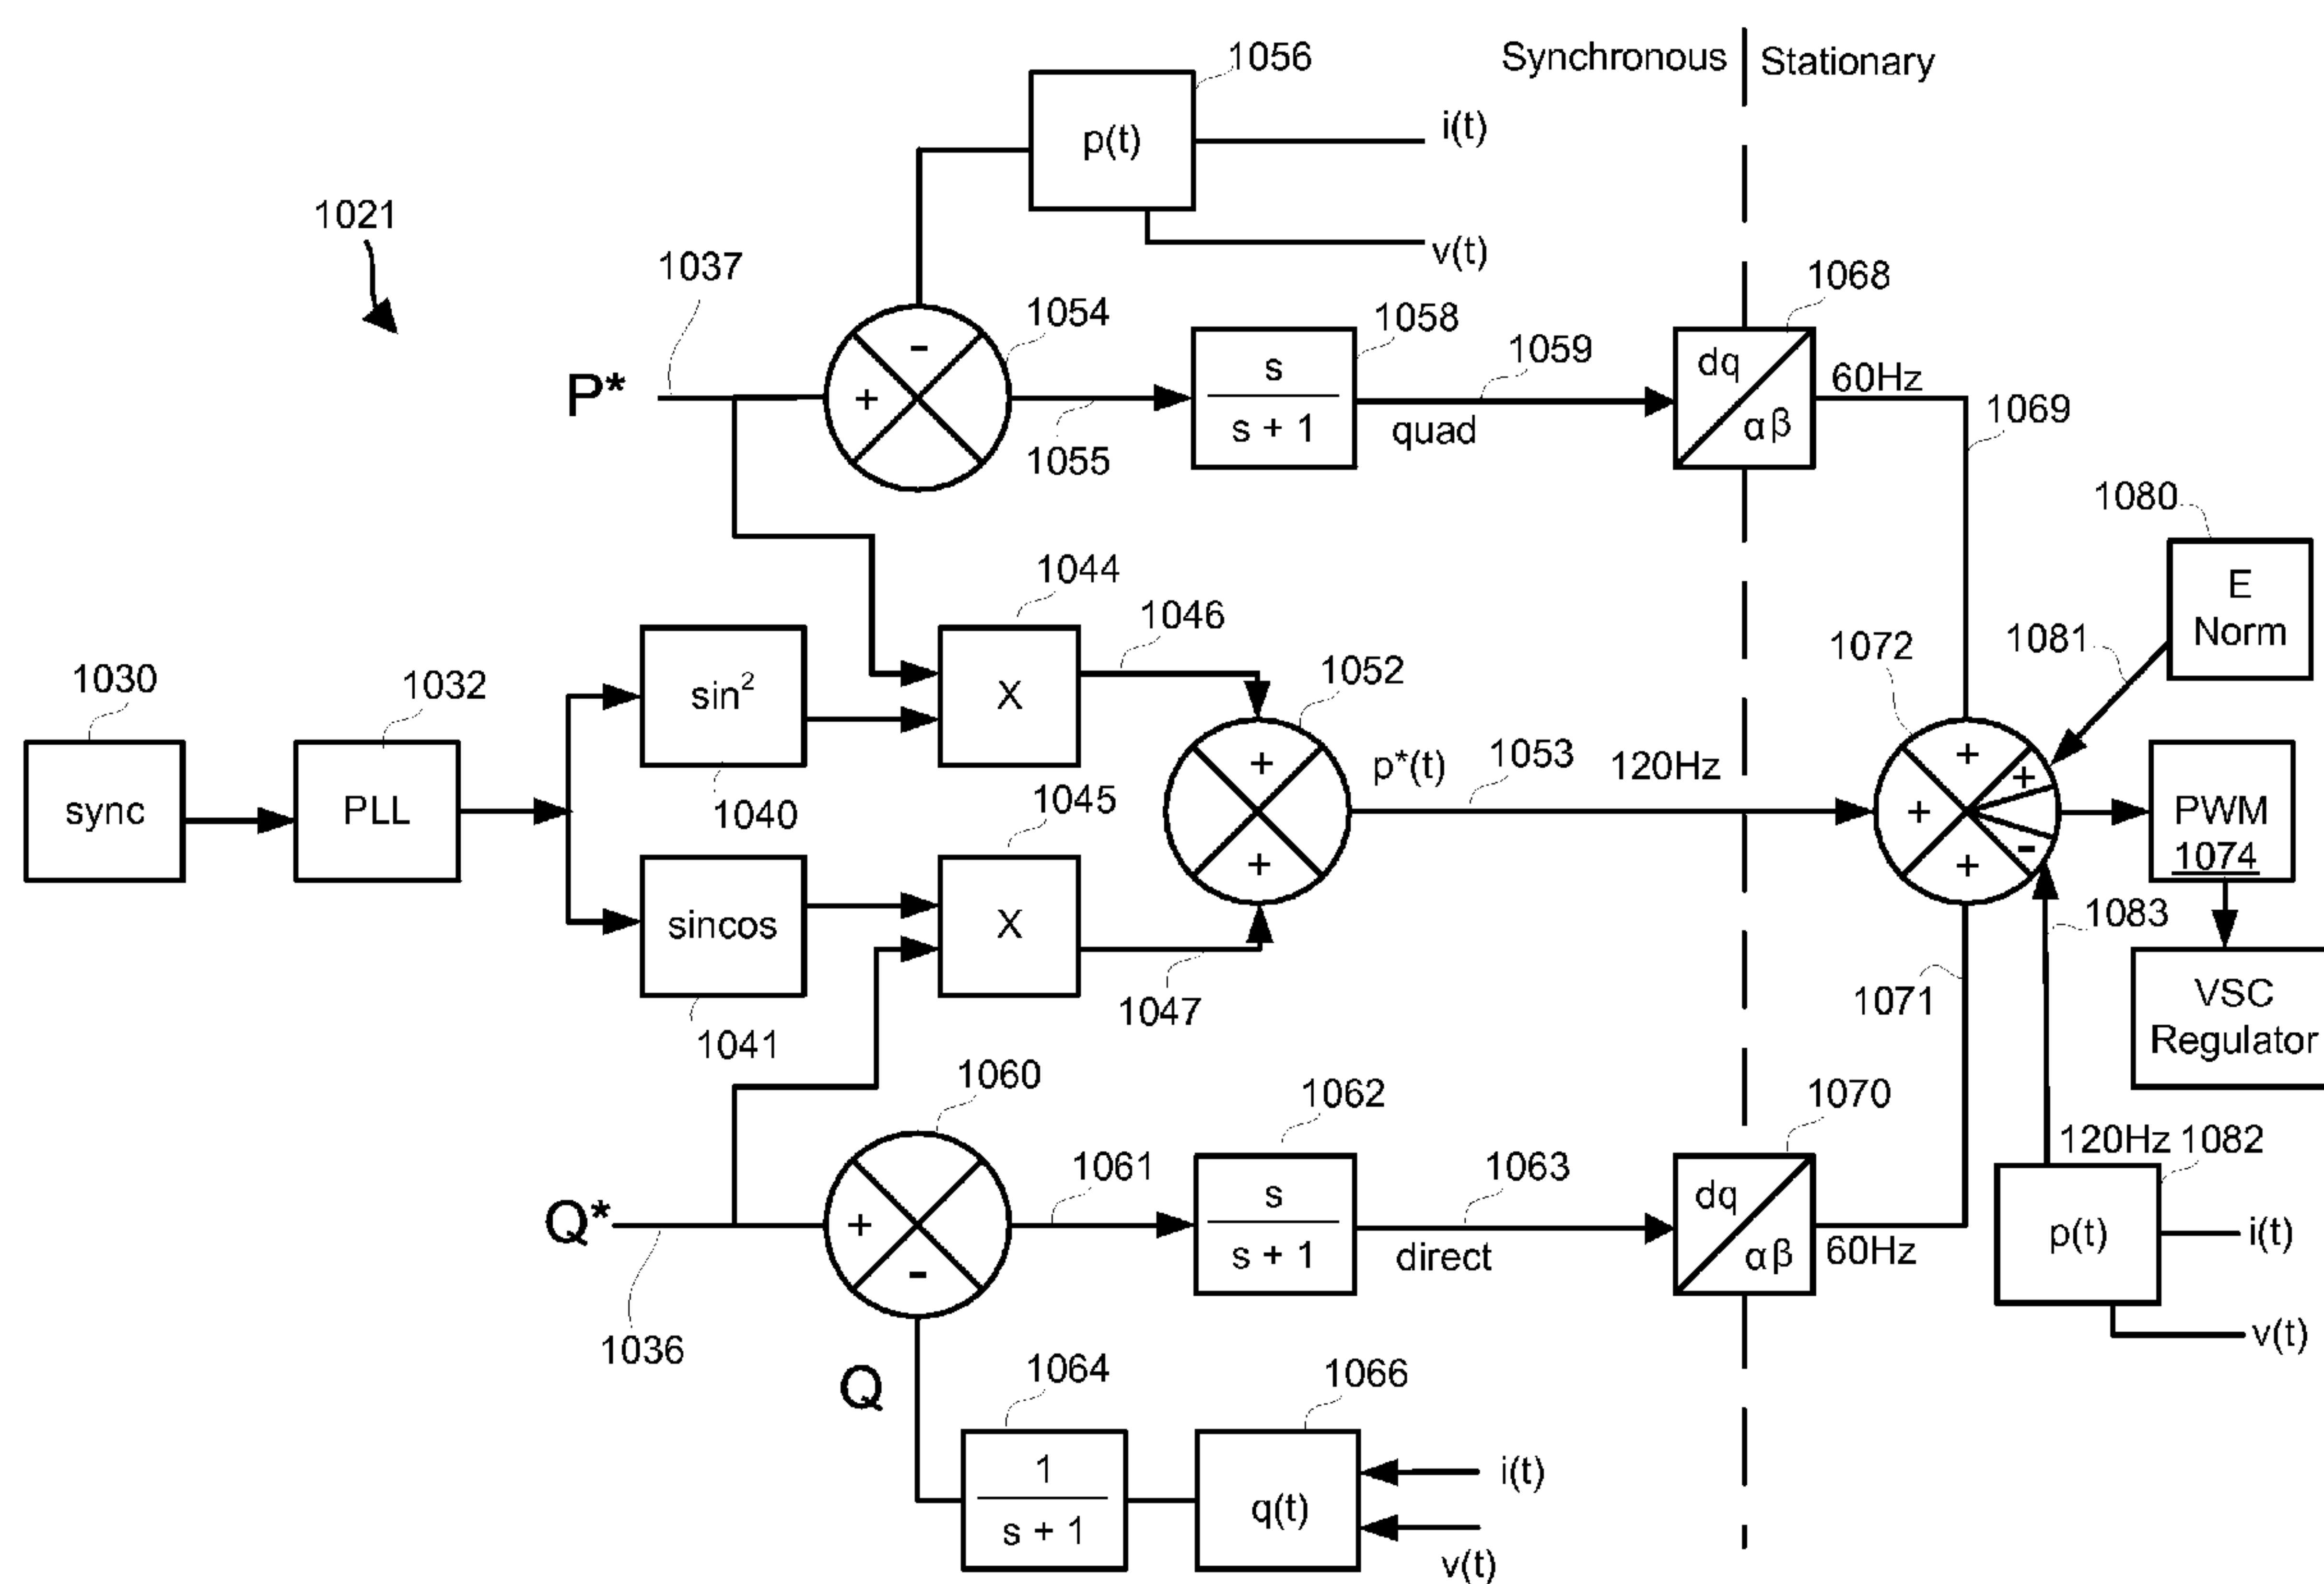 Synchronous
Stationary
1056
p(t)
i(t)
v(t)
1021
1037
P*
-
+
1054
1055
s
s + 1
1058
quad
1059
dq
αβ
1068
60Hz
1069
1080
E
Norm
1081
1044
X
1046
1030
sync
1032
PLL
sin²
1040
1045
X
sincos
1041
1047
1052
+
+
p*(t)
1053
120Hz
1072
+
+
+
+
-
PWM
1074
1083
VSC
Regulator
1071
1060
Q*
1036
+
-
1061
1062
s
s + 1
1063
direct
1070
dq
αβ
60Hz
120Hz
1082
p(t)
i(t)
v(t)
Q
1064
1
s + 1
1066
q(t)
i(t)
v(t)